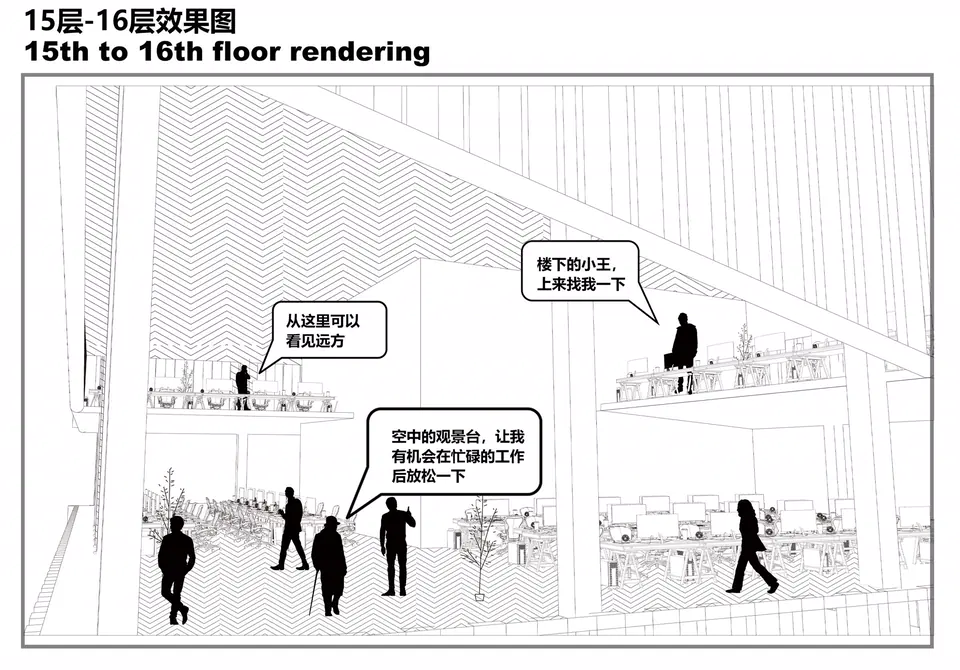 15层-16层效果图
15th to 16th floor rendering
楼下的小王，
上来找我一下
从这里可以
看见远方
空中的观景台，让我
有机会在忙碌的工作
后放松一下